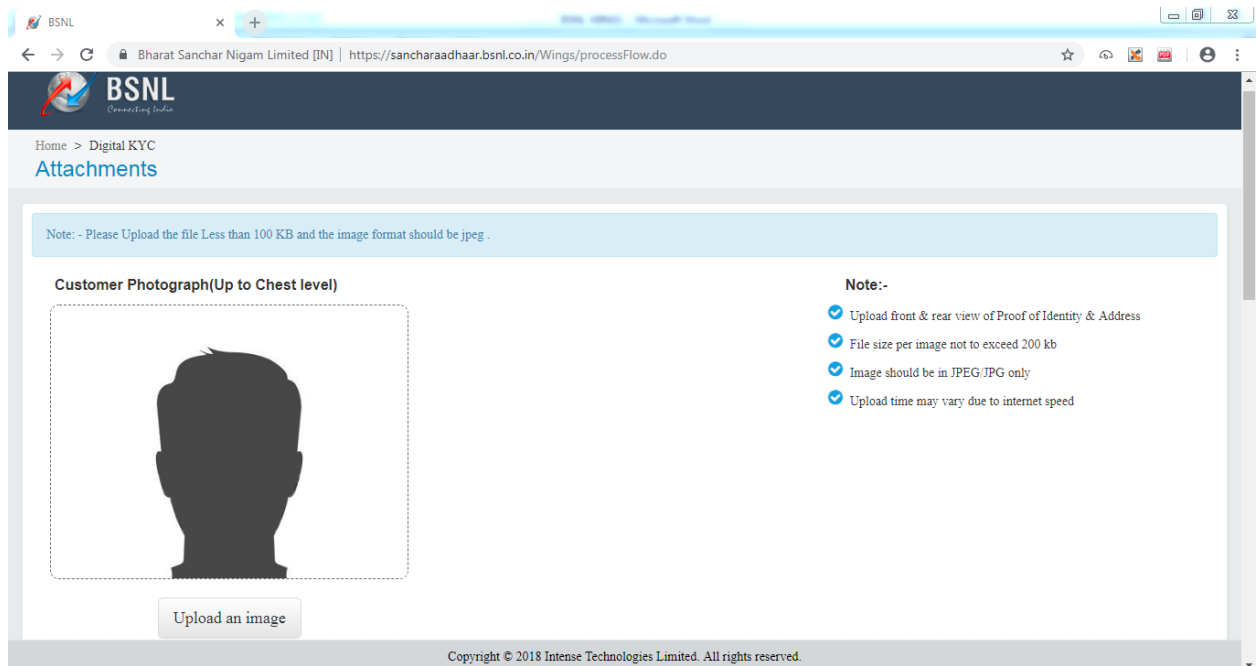 BSNL
Bharat Sanchar Nigam Limited [IN] | https://sancharaadhaar.bsnl.co.in/Wings/processFlow.do
BSNL
Connecting India
Home > Digital KYC
Attachments
Note: - Please Upload the file Less than 100 KB and the image format should be jpeg .
Customer Photograph(Up to Chest level)
Note:-
Upload front & rear view of Proof of Identity & Address
File size per image not to exceed 200 kb
Image should be in JPEG/JPG only
Upload time may vary due to internet speed
Upload an image
Copyright © 2018 Intense Technologies Limited. All rights reserved.